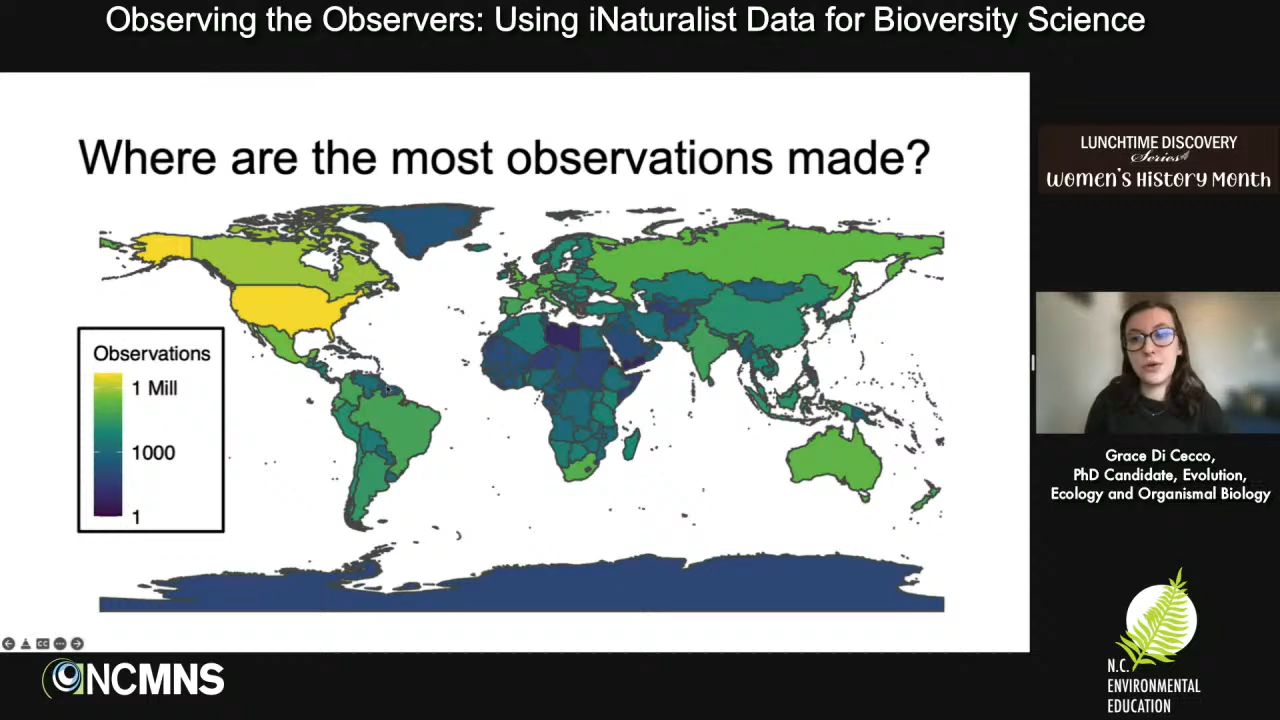 Observing the Observers: Using iNaturalist Data for Bioversity Science
Where are the most observations made?
Observations
1 Mill
1000
1
LUNCHTIME DISCOVERY
Series
Women's History Month
Grace Di Cecco,
PhD Candidate, Evolution,
Ecology and Organismal Biology
CC
NCMNS
N.C.
ENVIRONMENTAL
EDUCATION